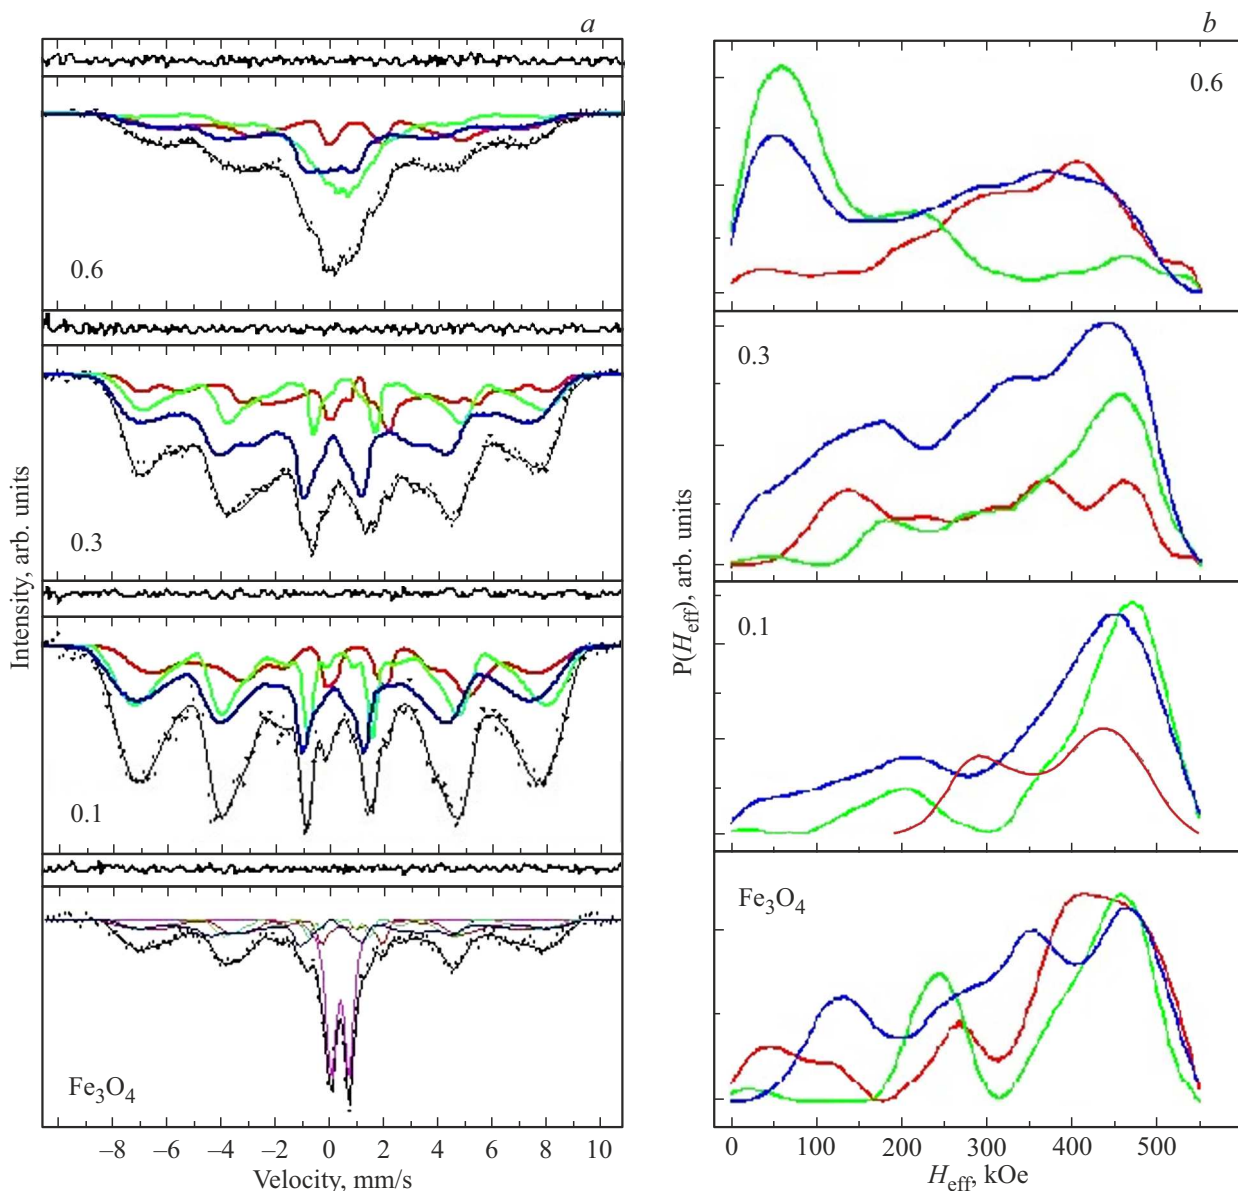 a
b
0.6
0.3
0.1
Fe3O4
−8 −6 −4 −2 0 2 4 6 8 10
Velocity, mm/s
Intensity, arb. units
0.6
0.3
0.1
Fe3O4
0 100 200 300 400 500
Heff, kOe
P(Heff), arb. units